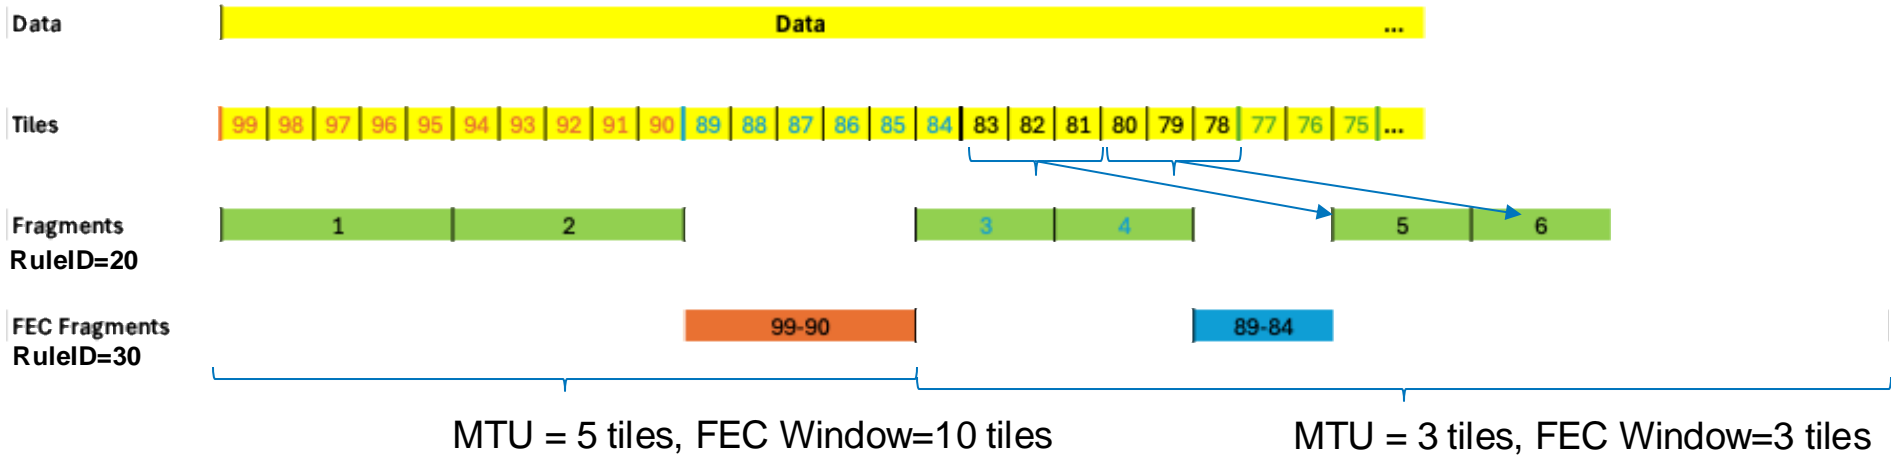 Data Data ...
Tiles 99 98 97 96 95 94 93 92 91 90 89 88 87 86 85 84 83 82 81 80 79 78 77 76 75 ...
Fragments 1 2 3 4 5 6
RuleID=20
FEC Fragments 99-90 89-84
RuleID=30
MTU = 5 tiles, FEC Window=10 tiles MTU = 3 tiles, FEC Window=3 tiles